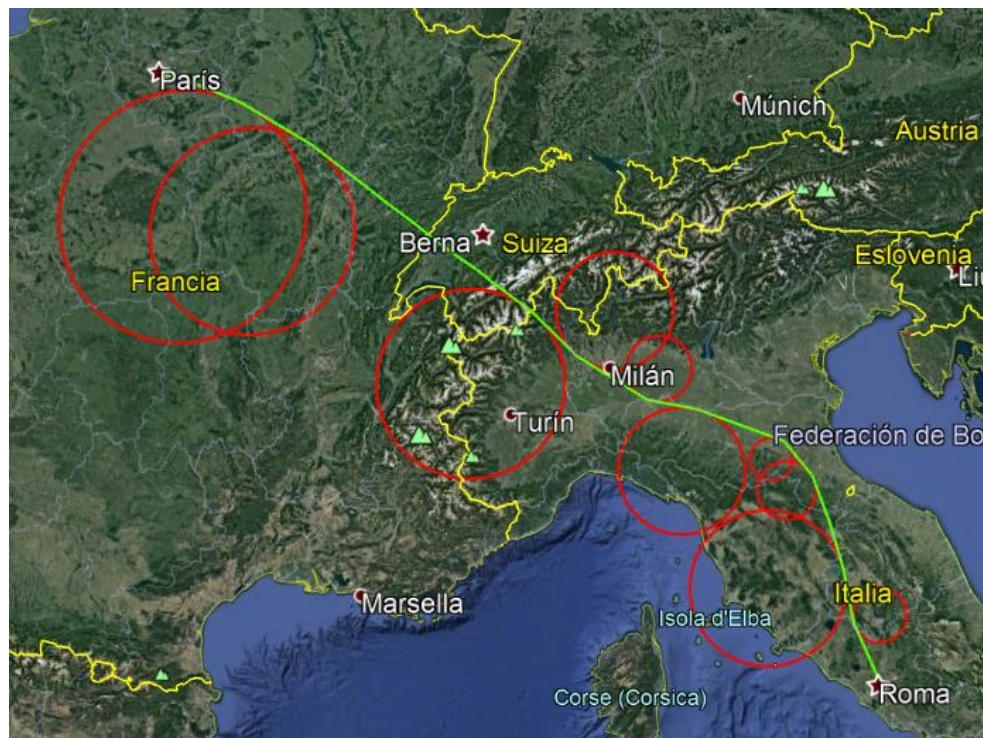 París
Múnich
Austria
Berna
Suiza
Eslovenia
Francia
Milán
Turín
Federación de Bo
Marsella
Italia
Isola d'Elba
Corse (Corsica)
Roma